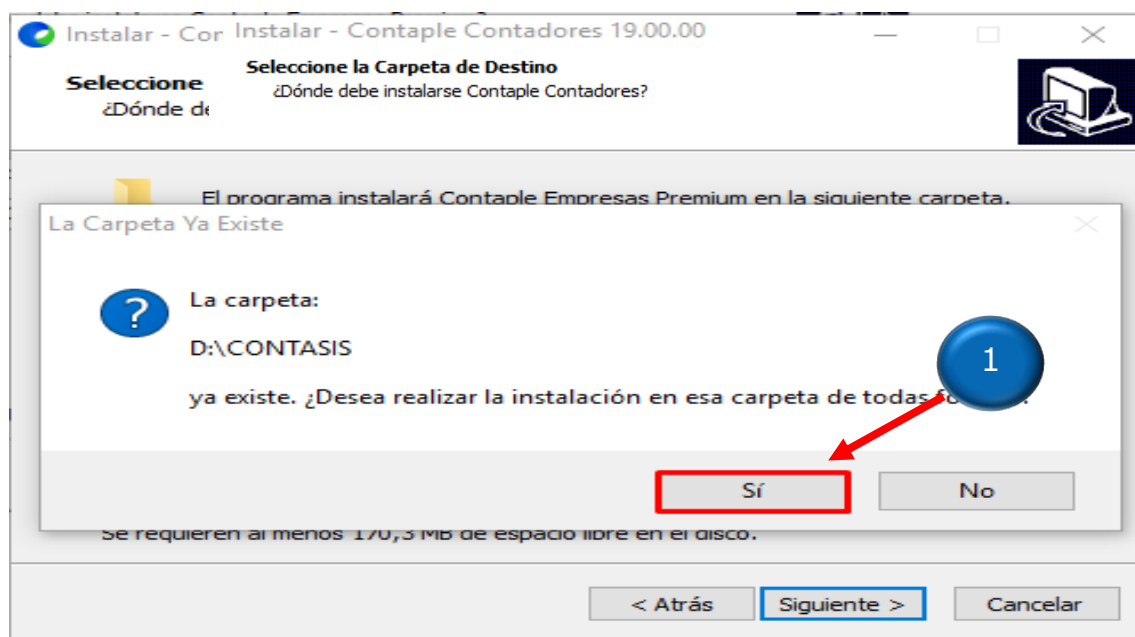 Instalar - Cor
Instalar - Contaple Contadores 19.00.00
Seleccione
Seleccione la Carpeta de Destino
¿Dónde
¿Dónde debe instalarse Contaple Contadores?
El programa instalará Contaple Empresas Premium en la siguiente carpeta.
La Carpeta Ya Existe
?
La carpeta:
D:\CONTASIS
1
ya existe. ¿Desea realizar la instalación en esa carpeta de todas
Sí
No
Se requieren al menos 170,3 MB de espacio libre en el disco.
< Atrás
Siguiente >
Cancelar